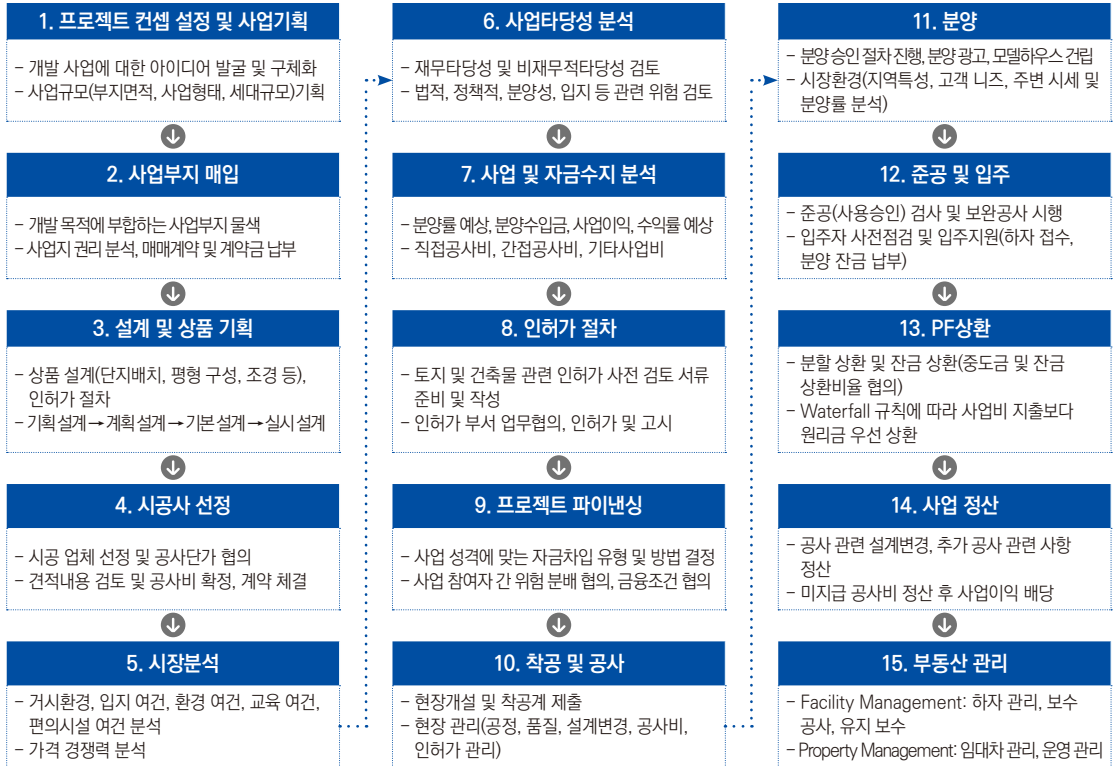 1. 프로젝트 컨셉 설정 및 사업기획
- 개발 사업에 대한 아이디어 발굴 및 구체화
- 사업규모(부지면적, 사업형태, 세대규모)기획
2. 사업부지 매입
- 개발 목적에 부합하는 사업부지 물색
- 사업지 권리 분석, 매매계약 및 계약금 납부
3. 설계 및 상품 기획
- 상품 설계(단지배치, 평형 구성, 조경 등),
인허가 절차
- 기획설계→계획설계→기본설계→실시설계
4. 시공사 선정
- 시공 업체 선정 및 공사단가 협의
- 견적내용 검토 및 공사비 확정, 계약 체결
5. 시장분석
- 거시환경, 입지 여건, 환경 여건, 교육 여건,
편의시설 여건 분석
- 가격 경쟁력 분석
6. 사업타당성 분석
- 재무타당성 및 비재무적타당성 검토
- 법적, 정책적, 분양성, 입지 등 관련 위험 검토
7. 사업 및 자금수지 분석
- 분양률 예상, 분양수입금, 사업이익, 수익률 예상
- 직접공사비, 간접공사비, 기타사업비
8. 인허가 절차
- 토지 및 건축물 관련 인허가 사전 검토 서류
준비 및 작성
- 인허가 부서 업무협의, 인허가 및 고시
9. 프로젝트 파이낸싱
- 사업 성격에 맞는 자금차입 유형 및 방법 결정
- 사업 참여자 간 위험 분배 협의, 금융조건 협의
10. 착공 및 공사
- 현장개설 및 착공계 제출
- 현장 관리(공정, 품질, 설계변경, 공사비,
인허가 관리)
11. 분양
- 분양 승인 절차 진행, 분양 광고, 모델하우스 건립
- 시장환경(지역특성, 고객 니즈, 주변 시세 및
분양률 분석)
12. 준공 및 입주
- 준공(사용승인) 검사 및 보완공사 시행
- 입주자 사전점검 및 입주지원(하자 접수,
분양 잔금 납부)
13. PF상환
- 분할 상환 및 잔금 상환(중도금 및 잔금
상환비율 협의)
- Waterfall 규칙에 따라 사업비 지출보다
원리금 우선 상환
14. 사업 정산
- 공사 관련 설계변경, 추가 공사 관련 사항
정산
- 미지급 공사비 정산 후 사업이익 배당
15. 부동산 관리
- Facility Management: 하자 관리, 보수
공사, 유지 보수
- Property Management: 임대차 관리, 운영 관리